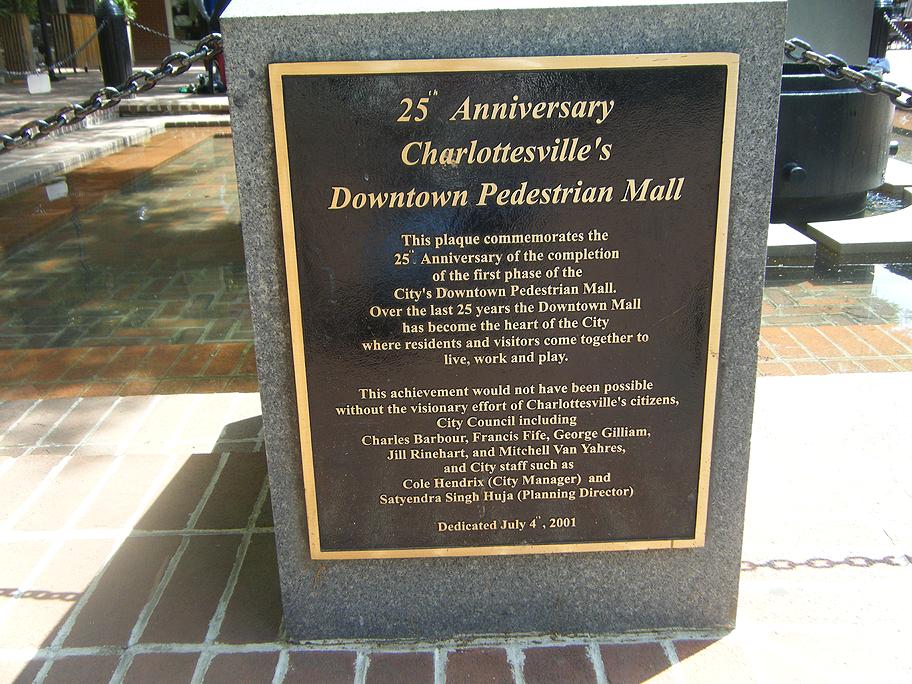 25th Anniversary
Charlottesville's
Downtown Pedestrian Mall
This plaque commemorates the
25th Anniversary of the completion
of the first phase of the
City's Downtown Pedestrian Mall.
Over the last 25 years the Downtown Mall
has become the heart of the City
where residents and visitors come together to
live, work and play.
This achievement would not have been possible
without the visionary effort of Charlottesville's citizens,
City Council including
Charles Barbour, Francis Fife, George Gilliam,
Jill Rinehart, and Mitchell Van Yahres,
and City staff such as
Cole Hendrix (City Manager) and
Satyendra Singh Huja (Planning Director)
Dedicated July 4th, 2001